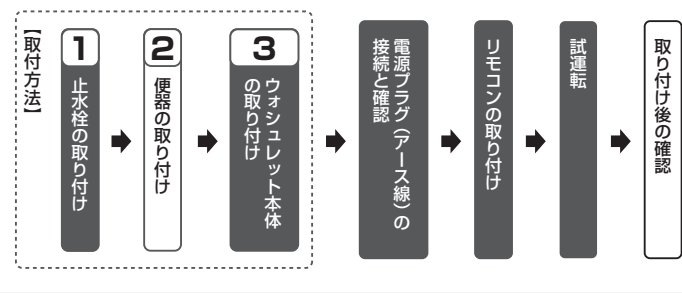 【取付方法】
1
止水栓の取り付け
2
便器の取り付け
3
ウォシュレット本体
の取り付け
電源プラグ(アース線)の
接続と確認
リモコンの取り付け
試運転
取り付け後の確認